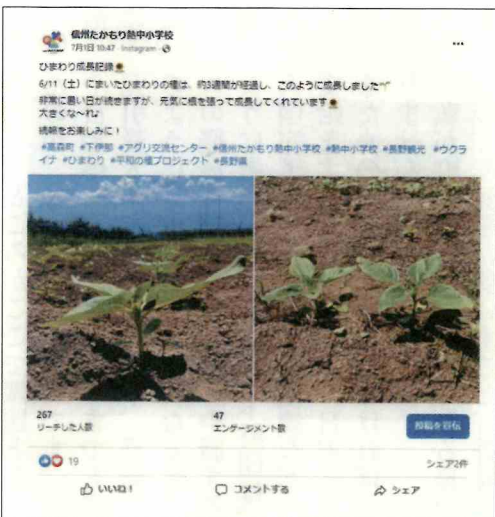 信州たかもり熱中小学校
7月1日 10:47 · Instagram ·
ひまわり成長記録🌻
6/11（土）にまいたひまわりの種は、約3週間が経過し、このように成長しました🌱
非常に暑い日が続きますが、元気に根を張って成長してくれています🌻
大きくな〜れ♪
続報をお楽しみに！
#高森町 #下伊那 #アグリ交流センター #信州たかもり熱中小学校 #熱中小学校 #長野観光 #ウクラ
イナ #ひまわり #平和の種プロジェクト #長野県
267
リーチした人数
47
エンゲージメント数
投稿を宣伝
19
シェア2件
いいね！
コメントする
シェア